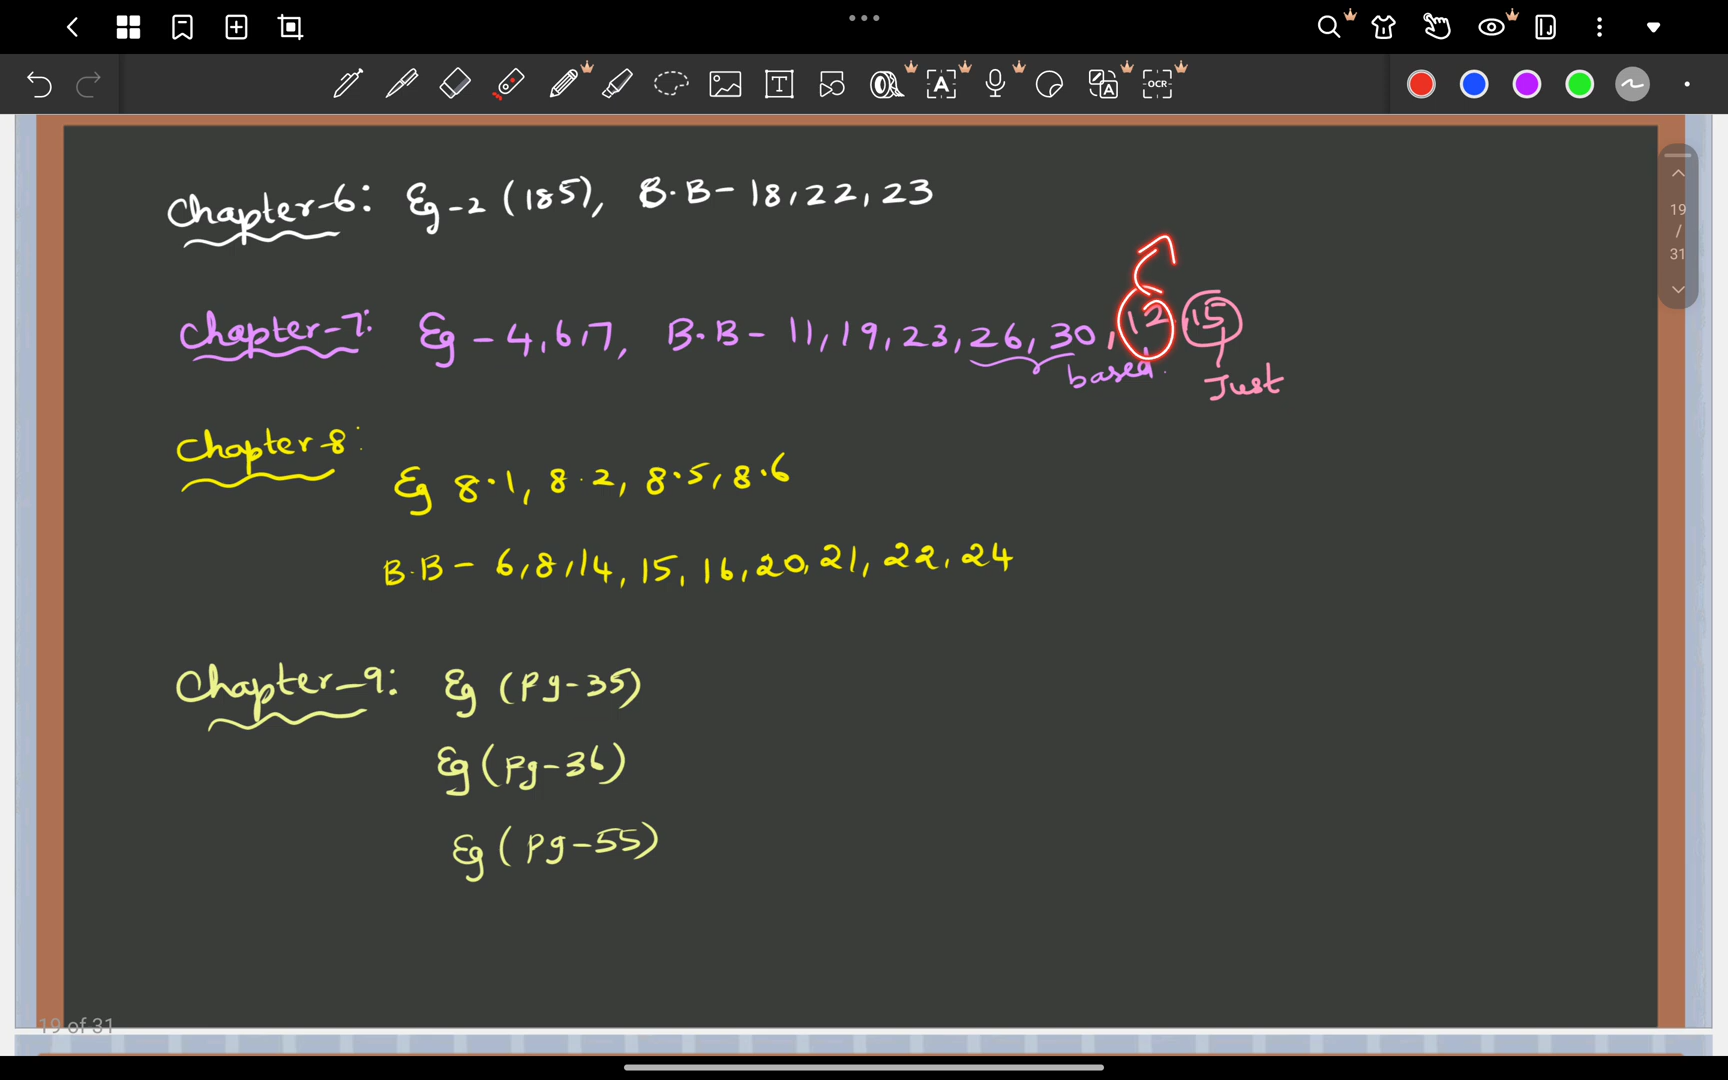 Chapter-6: Eg-2 (185), B.B- 18, 22, 23
Chapter-7: Eg - 4, 6, 7, B.B- 11, 19, 23, 26, 30, 12, 15
based.
Just
Chapter-8:
Eg 8.1, 8.2, 8.5, 8.6
B.B- 6, 8, 14, 15, 16, 20, 21, 22, 24
Chapter-9: Eg (Pg-35)
Eg (Pg-36)
Eg (Pg-55)
19
/
31
19 of 31
A
T
A
OCR